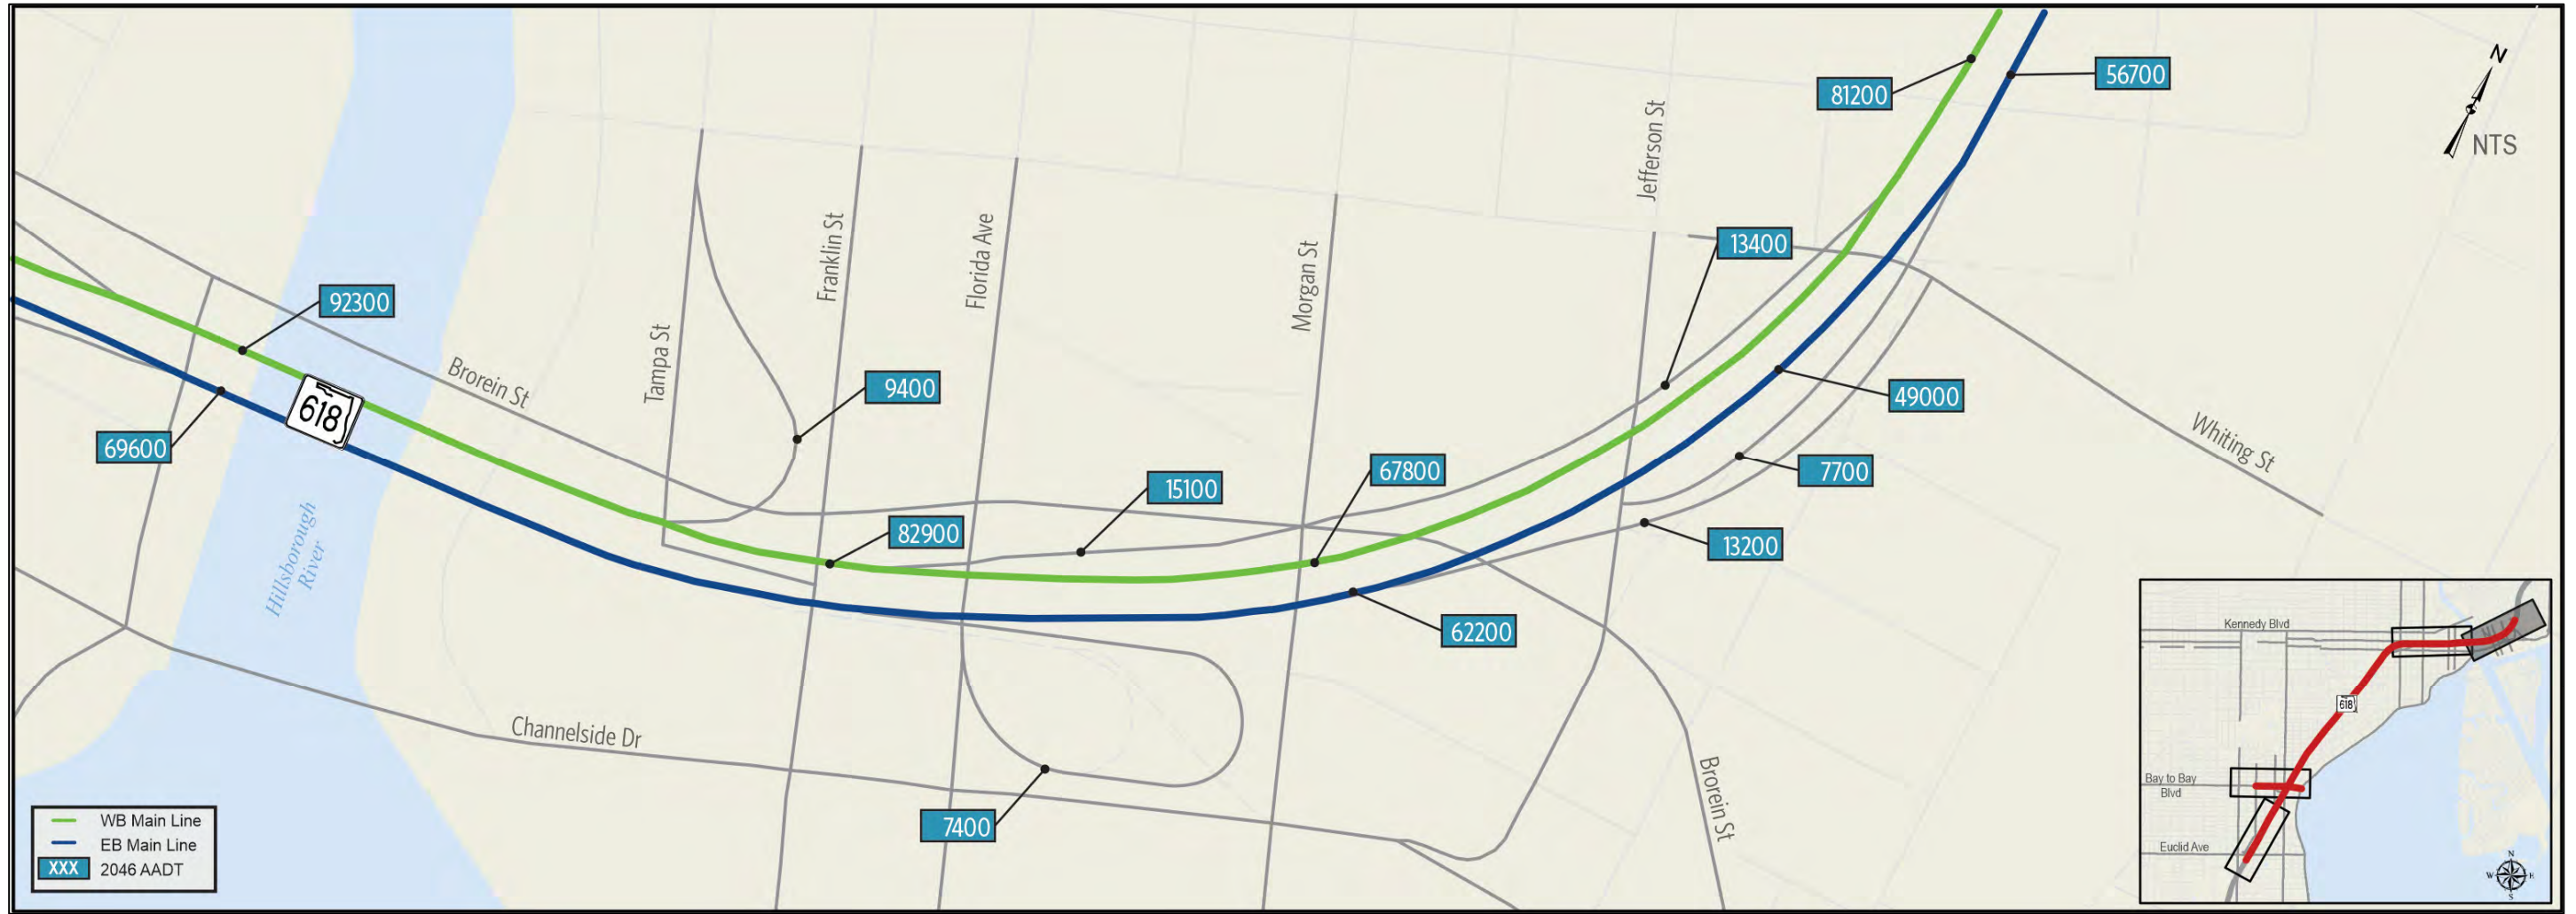 N
NTS
81200
56700
Jefferson St
13400
Franklin St
Florida Ave
Morgan St
92300
Tampa St
Brorein St
9400
49000
618
69600
Whiting St
67800
7700
15100
82900
13200
Hillsborough
River
62200
Channelside Dr
Brorein St
7400
WB Main Line
EB Main Line
XXX 2046 AADT
Kennedy Blvd
618
Bay to Bay
Blvd
Euclid Ave
N
W E
S